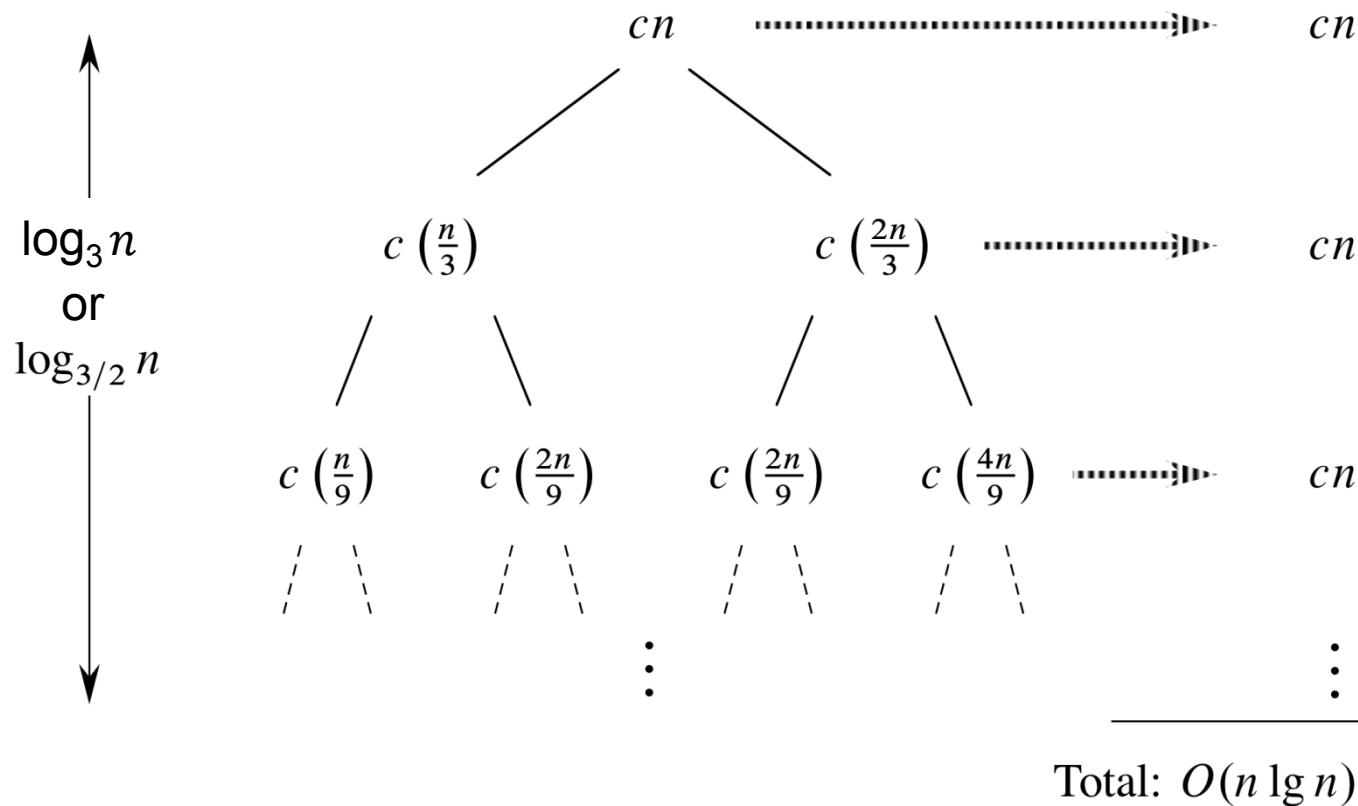 cn cn
log₃ n
or
log₃/₂ n
c (n/3) c (2n/3) cn
c (n/9) c (2n/9) c (2n/9) c (4n/9) cn
⋮ ⋮
Total: O(n lg n)